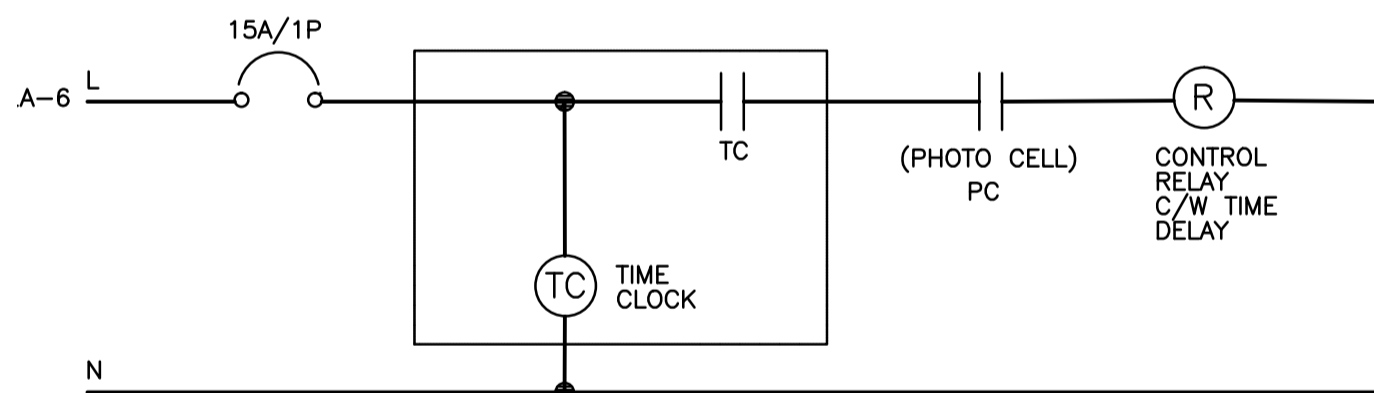 15A/1P
A-6 L
TC
(PHOTO CELL)
PC
R
CONTROL
RELAY
C/W TIME
DELAY
TC
TIME
CLOCK
N